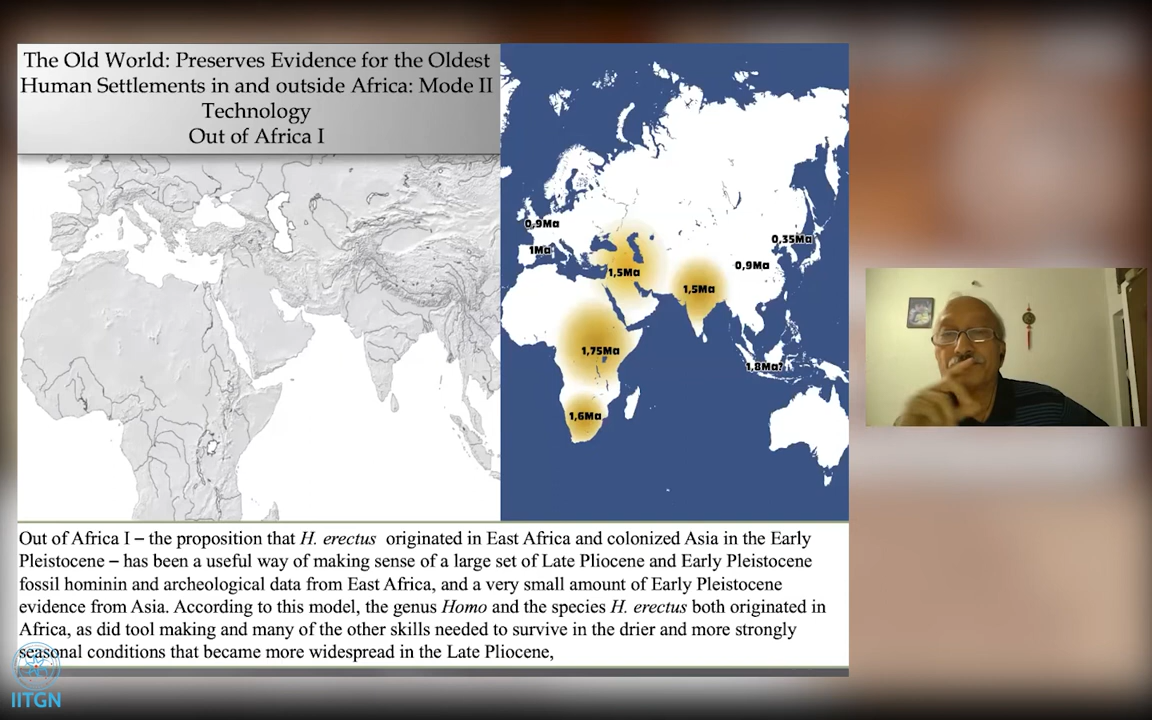 The Old World: Preserves Evidence for the Oldest
Human Settlements in and outside Africa: Mode II
Technology
Out of Africa I
0,9Ma
1Ma
1,5Ma
1,5Ma
0,9Ma
0,35Ma
1,75Ma
1,8Ma?
1,6Ma
Out of Africa I – the proposition that H. erectus originated in East Africa and colonized Asia in the Early
Pleistocene – has been a useful way of making sense of a large set of Late Pliocene and Early Pleistocene
fossil hominin and archeological data from East Africa, and a very small amount of Early Pleistocene
evidence from Asia. According to this model, the genus Homo and the species H. erectus both originated in
Africa, as did tool making and many of the other skills needed to survive in the drier and more strongly
seasonal conditions that became more widespread in the Late Pliocene,
IITGN